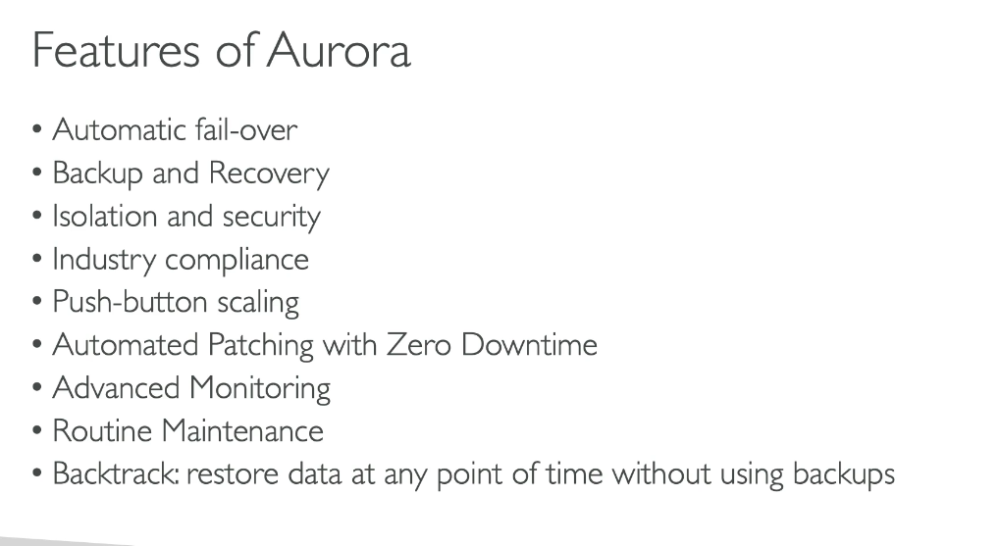 Features of Aurora
• Automatic fail-over
• Backup and Recovery
• Isolation and security
• Industry compliance
• Push-button scaling
• Automated Patching with Zero Downtime
• Advanced Monitoring
• Routine Maintenance
• Backtrack: restore data at any point of time without using backups